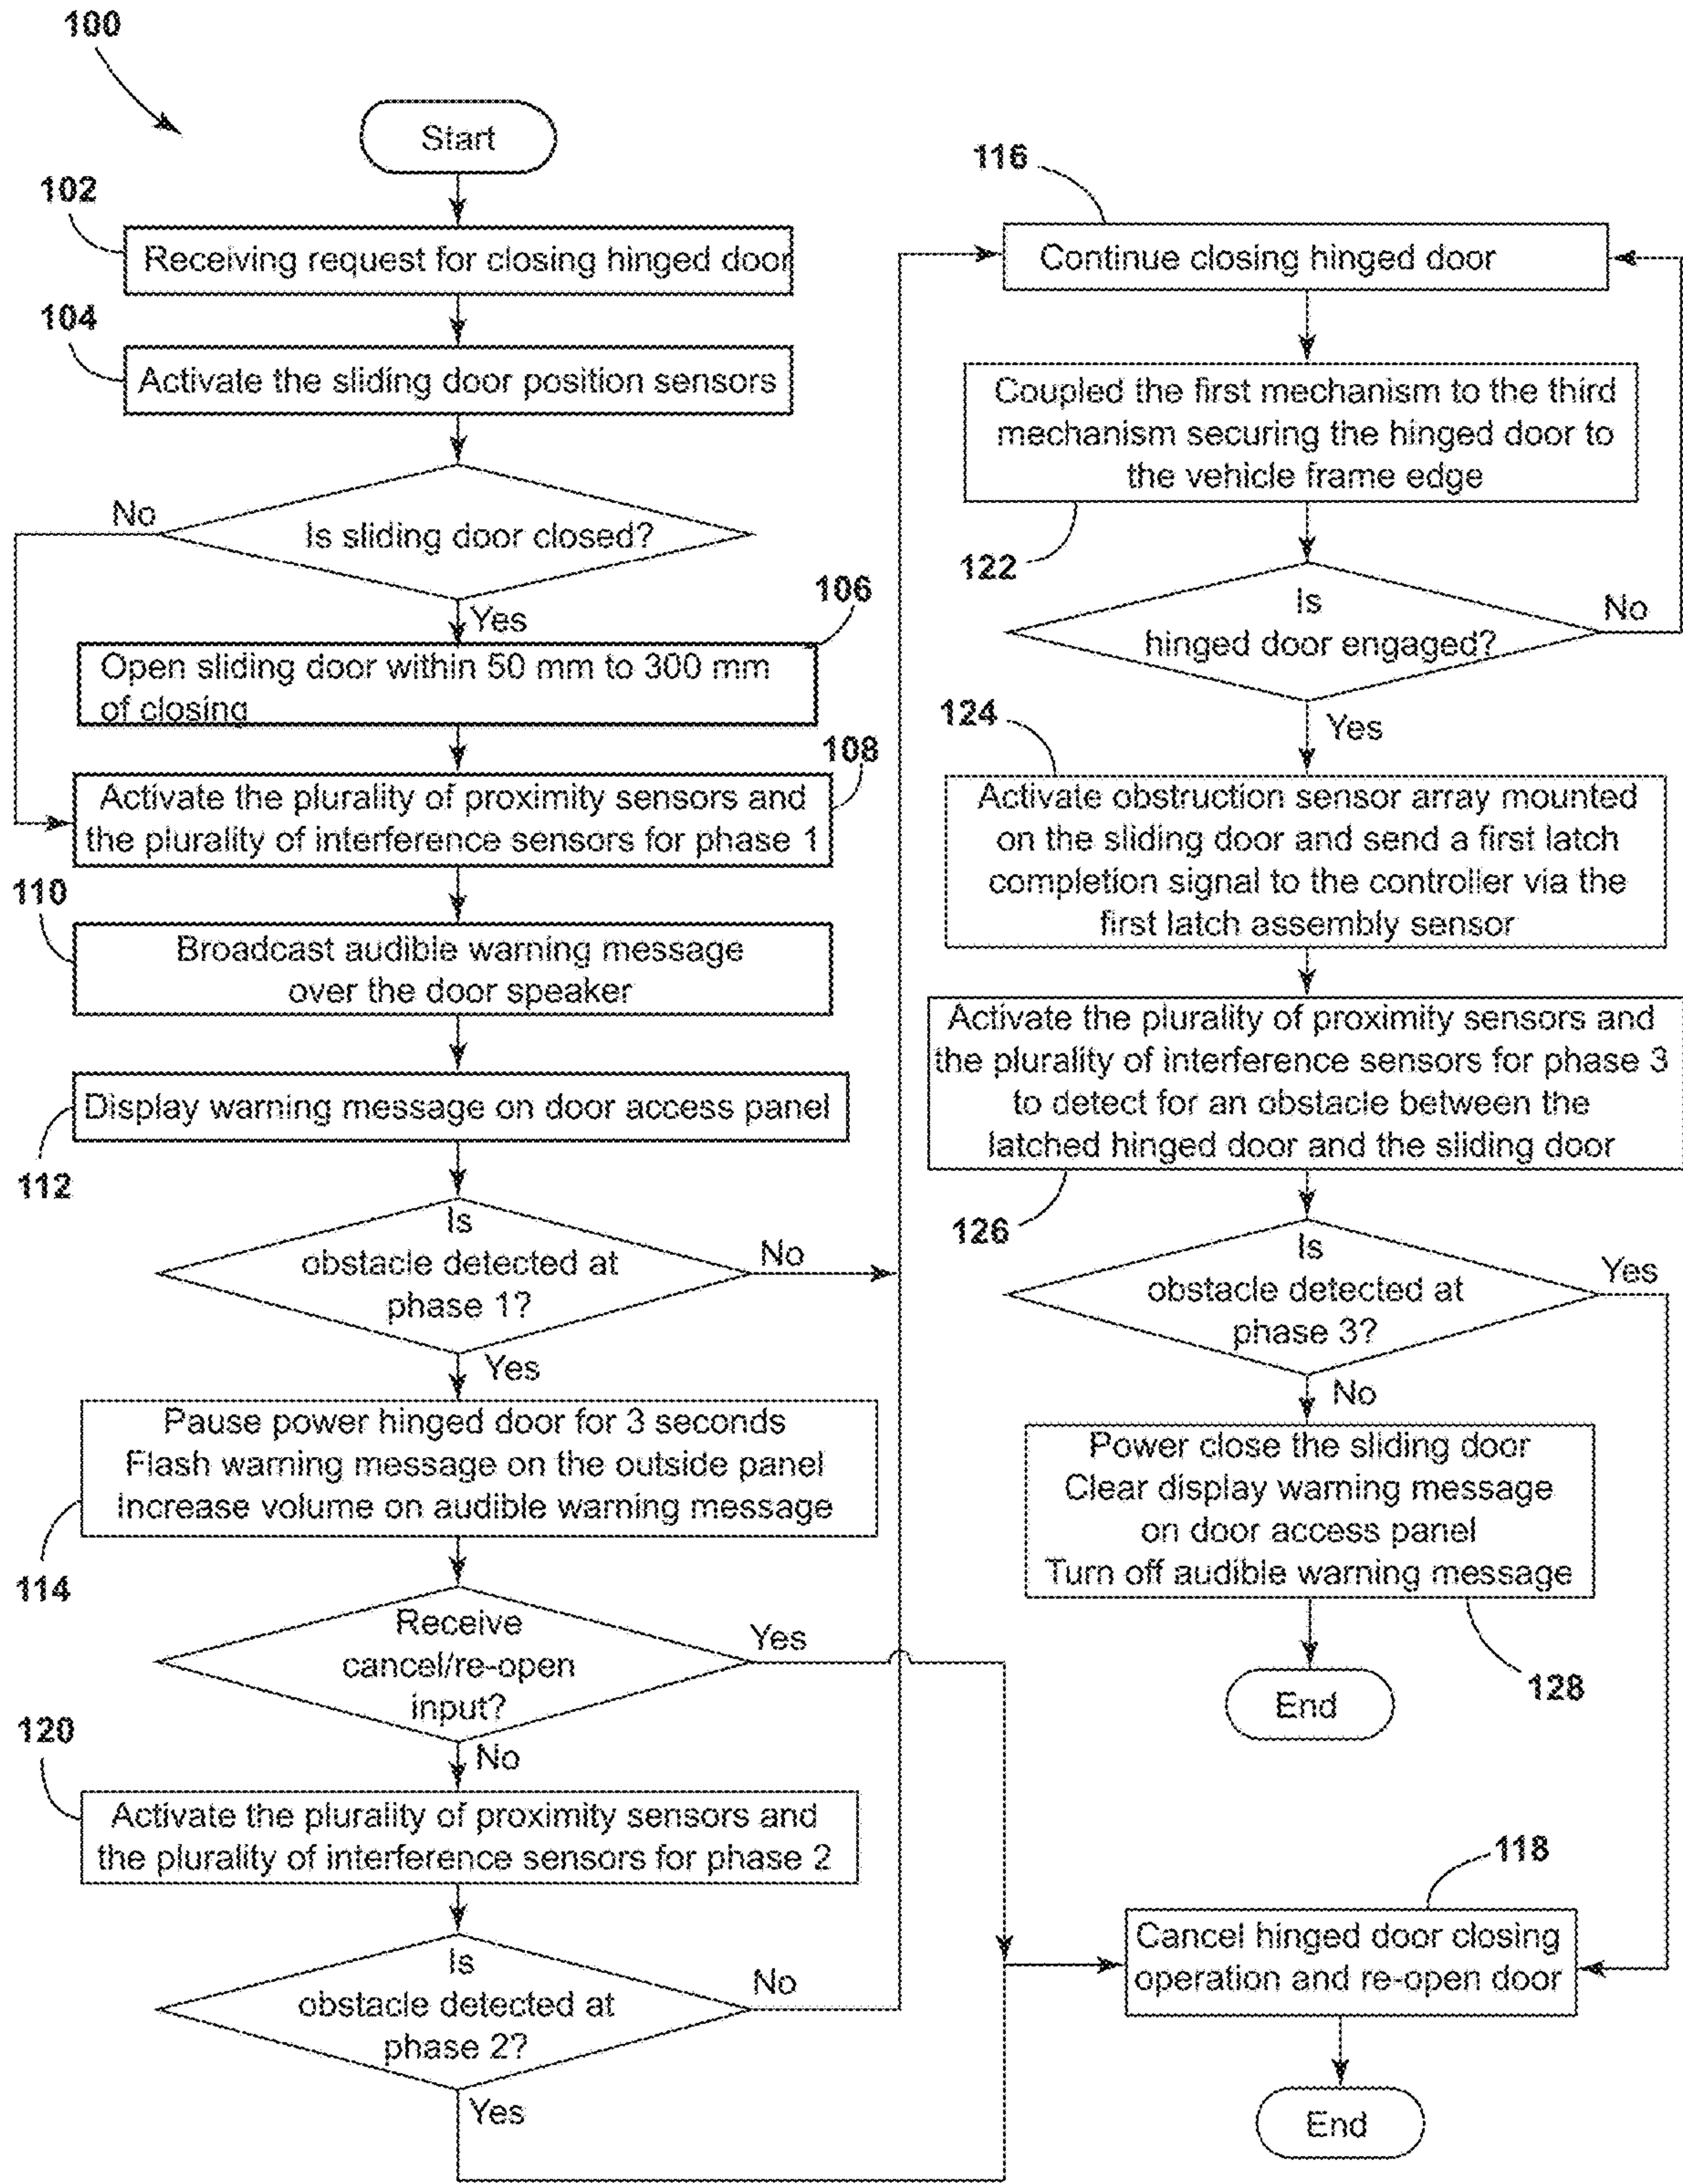 100
Start
102
Receiving request for closing hinged door
104
Activate the sliding door position sensors
No
Is sliding door closed?
Yes
106
Open sliding door within 50 mm to 300 mm
of closing
108
Activate the plurality of proximity sensors and
the plurality of interference sensors for phase 1
110
Broadcast audible warning message
over the door speaker
Display warning message on door access panel
112
Is
obstacle detected at
phase 1?
No
Yes
Pause power hinged door for 3 seconds
Flash warning message on the outside panel
Increase volume on audible warning message
114
Receive
cancel/re-open
input?
Yes
No
120
Activate the plurality of proximity sensors and
the plurality of interference sensors for phase 2
Is
obstacle detected at
phase 2?
No
Yes
116
Continue closing hinged door
Coupled the first mechanism to the third
mechanism securing the hinged door to
the vehicle frame edge
122
Is
hinged door engaged?
No
Yes
124
Activate obstruction sensor array mounted
on the sliding door and send a first latch
completion signal to the controller via the
first latch assembly sensor
Activate the plurality of proximity sensors and
the plurality of interference sensors for phase 3
to detect for an obstacle between the
latched hinged door and the sliding door
126
Is
obstacle detected at
phase 3?
Yes
No
Power close the sliding door
Clear display warning message
on door access panel
Turn off audible warning message
128
End
118
Cancel hinged door closing
operation and re-open door
End